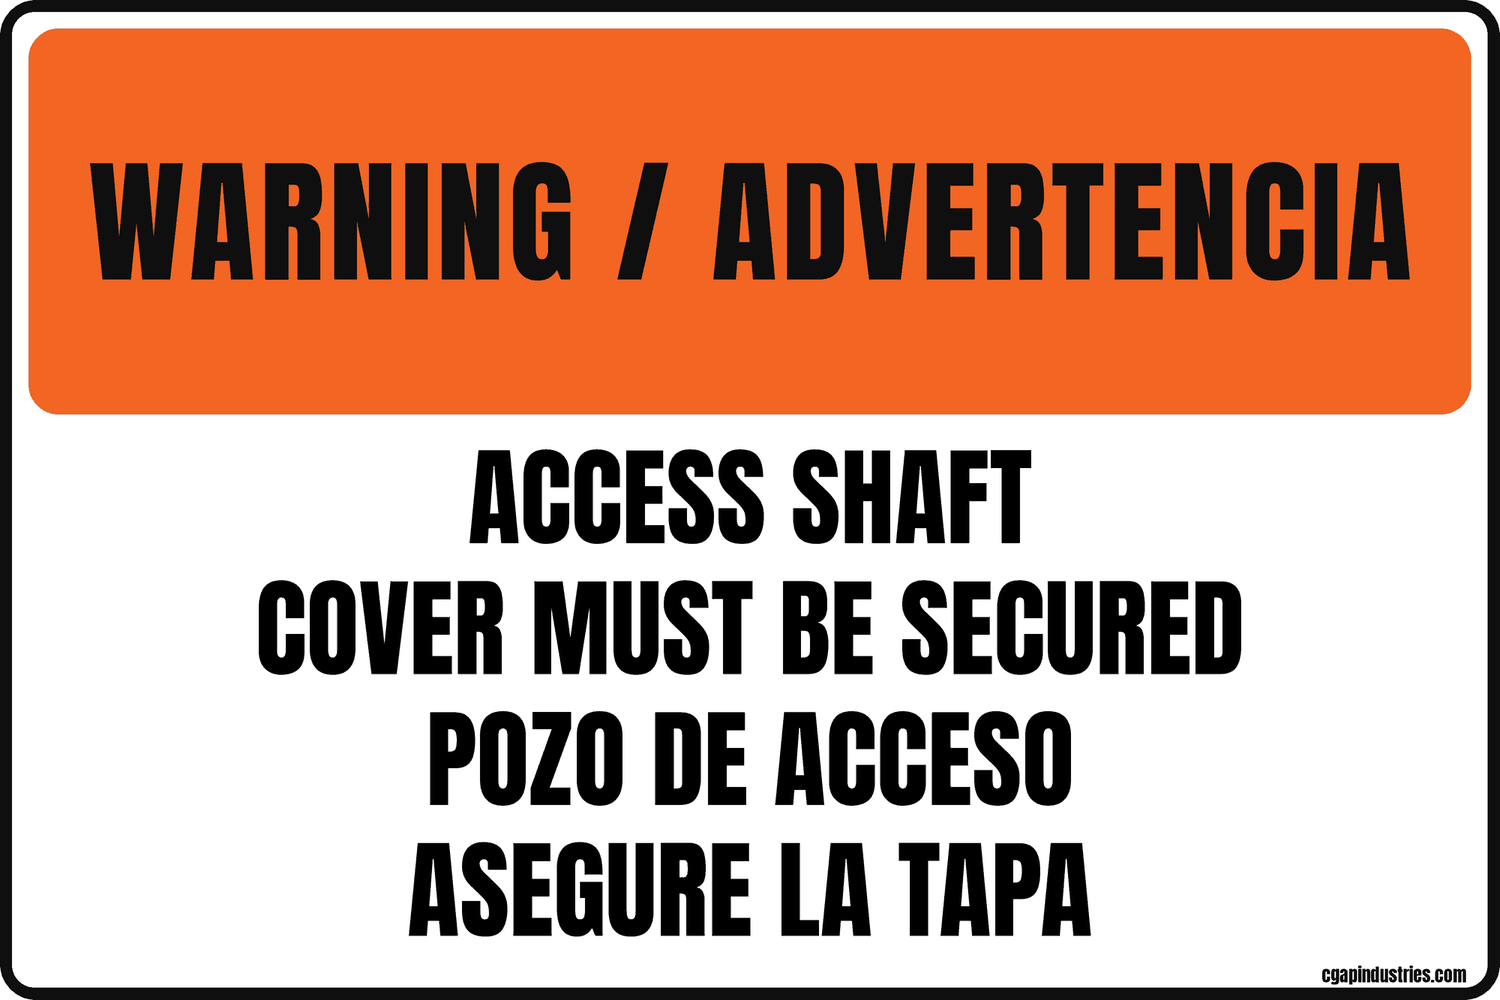 WARNING / ADVERTENCIA
ACCESS SHAFT
COVER MUST BE SECURED
POZO DE ACCESO
ASEGURE LA TAPA
cgapindustries.com